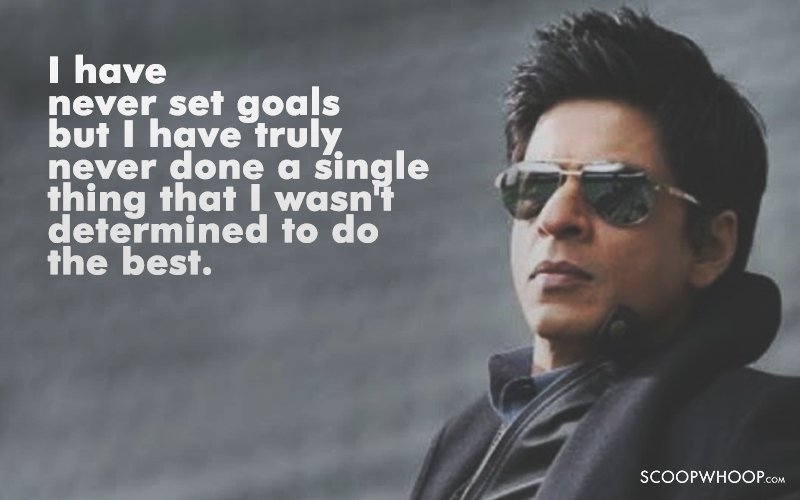 I have
never set goals
but I have truly
never done a single
thing that I wasn't
determined to do
the best.
SCOOPWHOOP.COM